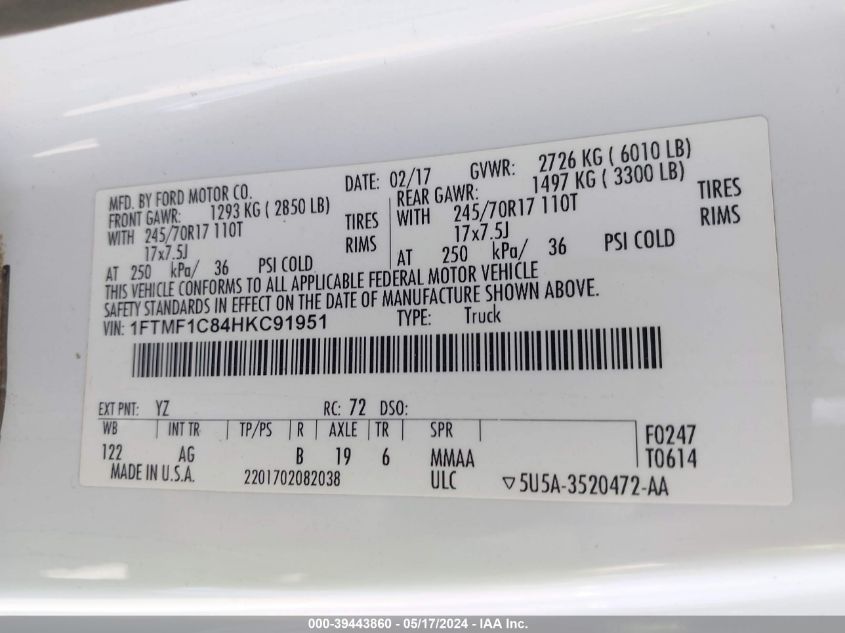 MFD. BY FORD MOTOR CO.
DATE: 02/17
GVWR: 2726 KG ( 6010 LB)
FRONT GAWR: 1293 KG ( 2850 LB)
REAR GAWR: 1497 KG ( 3300 LB)
WITH 245/70R17 110T TIRES
WITH 245/70R17 110T TIRES
17x7.5J RIMS
17x7.5J RIMS
AT 250 kPa/ 36 PSI COLD
AT 250 kPa/ 36 PSI COLD
THIS VEHICLE CONFORMS TO ALL APPLICABLE FEDERAL MOTOR VEHICLE
SAFETY STANDARDS IN EFFECT ON THE DATE OF MANUFACTURE SHOWN ABOVE.
VIN: 1FTMF1C84HKC91951 TYPE: Truck
EXT PNT: YZ RC: 72 DSO:
WB INT TR TP/PS R AXLE TR SPR
F0247
122 AG B 19 6 MMAA
T0614
MADE IN U.S.A. 2201702082038 ULC ▽5U5A-3520472-AA
000-39443860 - 05/17/2024 - IAA Inc.